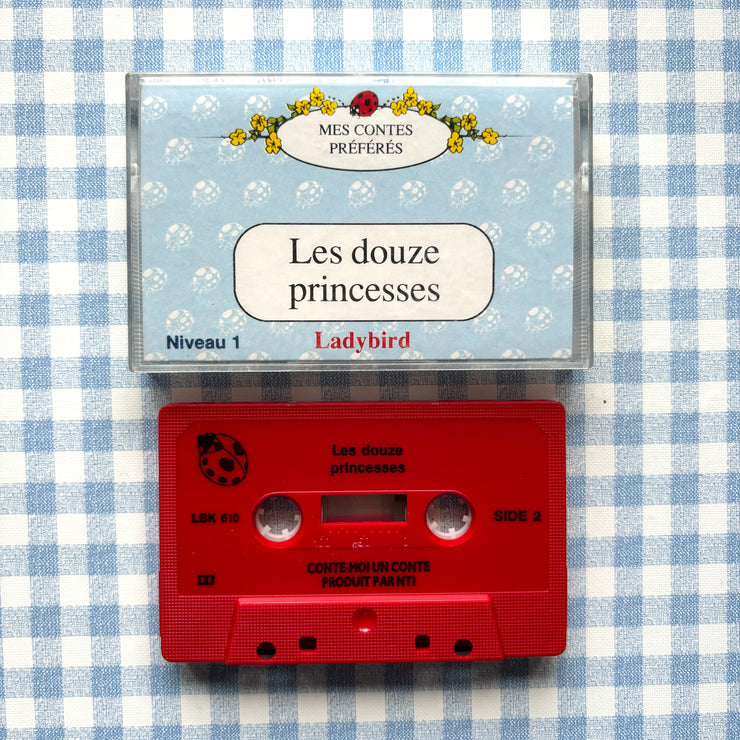 MES CONTES
PRÉFÉRÉS
Les douze
princesses
Niveau 1
Ladybird
Les douze
princesses
LBK 610
SIDE 2
CONTE-MOI UN CONTE
PRODUIT PAR NTI